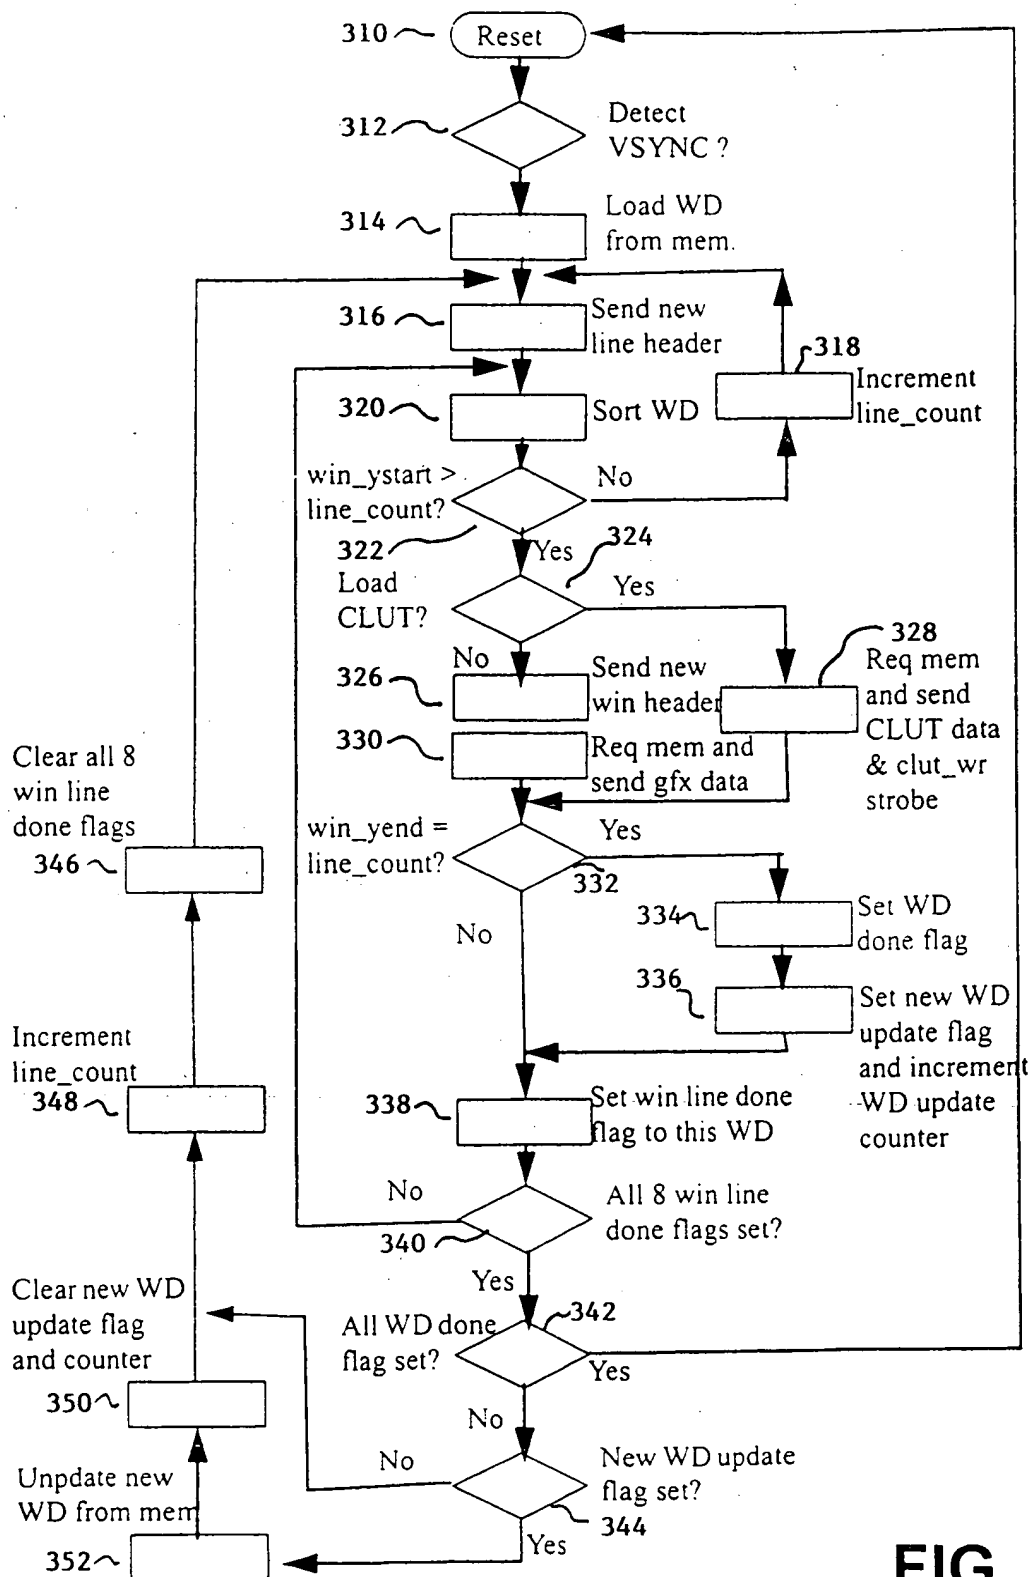 310
Reset
312
Detect
VSYNC ?
314
Load WD
from mem.
316
Send new
line header
318
Increment
line_count
320
Sort WD
win_ystart >
line_count?
No
322
Yes
324
Load
CLUT?
Yes
No
328
Req mem
and send
CLUT data
& clut_wr
strobe
326
Send new
win header
330
Req mem and
send gfx data
Clear all 8
win line
done flags
346
win_yend =
line_count?
Yes
332
No
334
Set WD
done flag
336
Set new WD
update flag
and increment
WD update
counter
Increment
line_count
348
338
Set win line done
flag to this WD
No
340
All 8 win line
done flags set?
Yes
Clear new WD
update flag
and counter
350
342
All WD done
flag set?
Yes
No
No
New WD update
flag set?
344
Yes
Unpdate new
WD from mem
352
FIG